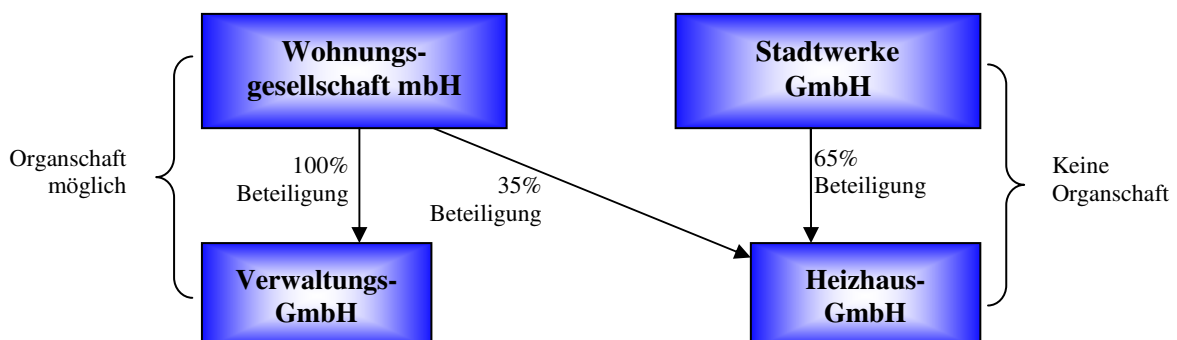 Wohnungs-
gesellschaft mbH
Stadtwerke
GmbH
Organschaft
möglich
100%
Beteiligung
35%
Beteiligung
65%
Beteiligung
Keine
Organschaft
Verwaltungs-
GmbH
Heizhaus-
GmbH